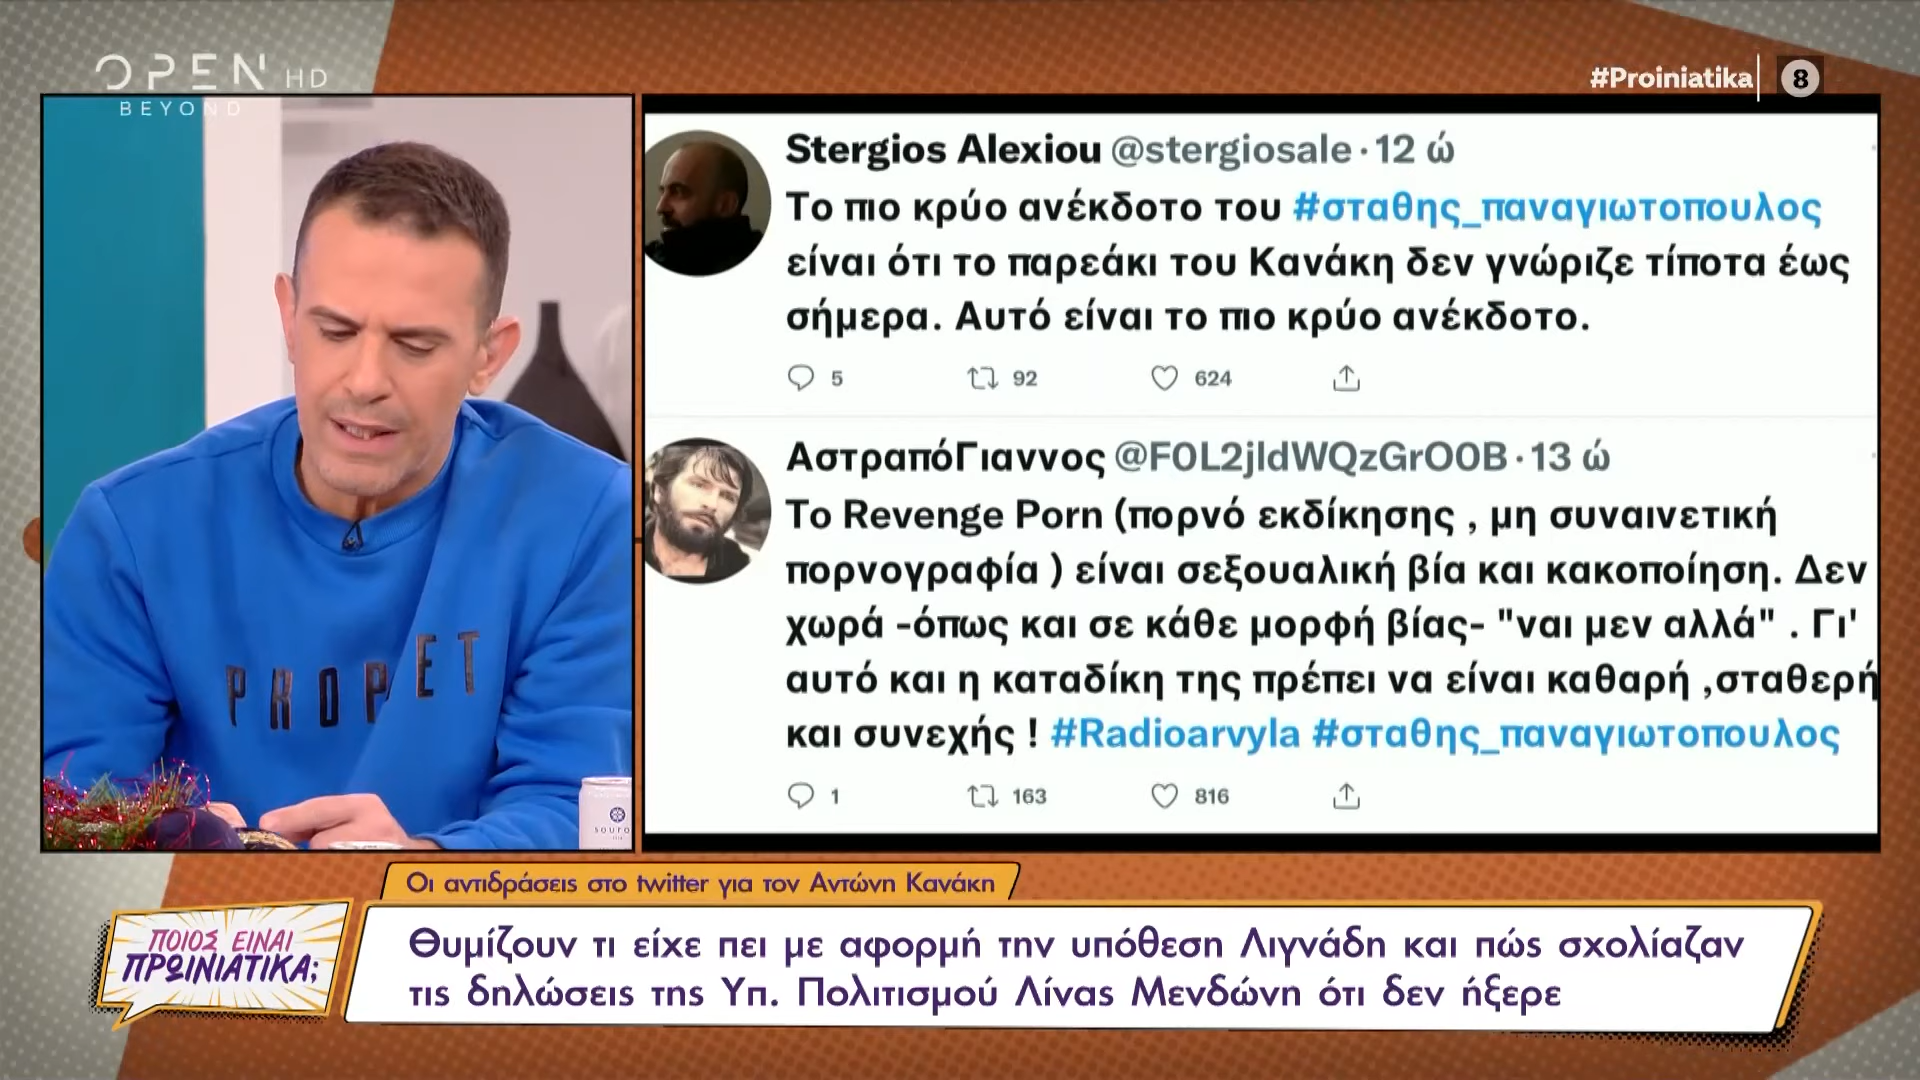 OPEN HD
BEYOND
#Proiniatika
8
Stergios Alexiou @stergiosale · 12 ώ
Το πιο κρύο ανέκδοτο του #σταθης_παναγιωτοπουλος
είναι ότι το παρεάκι του Κανάκη δεν γνώριζε τίποτα έως
σήμερα. Αυτό είναι το πιο κρύο ανέκδοτο.
5 92 624
ΑστραπόΓιαννος @F0L2jldWQzGrO0B · 13 ώ
Το Revenge Porn (πορνό εκδίκησης , μη συναινετική
πορνογραφία ) είναι σεξουαλική βία και κακοποίηση. Δεν
χωρά -όπως και σε κάθε μορφή βίας- "ναι μεν αλλά" . Γι'
αυτό και η καταδίκη της πρέπει να είναι καθαρή ,σταθερή
και συνεχής ! #Radioarvyla #σταθης_παναγιωτοπουλος
1 163 816
PROPET
Οι αντιδράσεις στο twitter για τον Αντώνη Κανάκη
ΠΟΙΟΣ ΕΙΝΑΙ
ΠΡΩΙΝΙΑΤΙΚΑ;
Θυμίζουν τι είχε πει με αφορμή την υπόθεση Λιγνάδη και πώς σχολίαζαν
τις δηλώσεις της Υπ. Πολιτισμού Λίνας Μενδώνη ότι δεν ήξερε